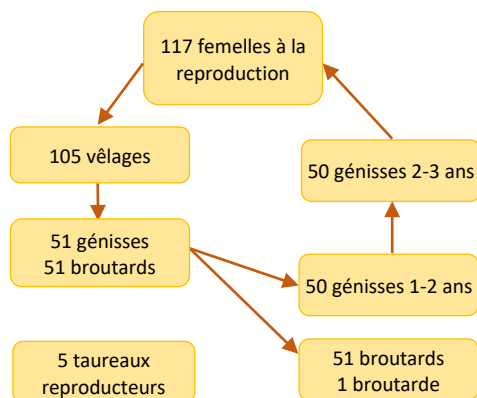 117 femelles à la
reproduction
105 vêlages
50 génisses 2-3 ans
51 génisses
51 broutards
50 génisses 1-2 ans
5 taureaux
reproducteurs
51 broutards
1 broutarde